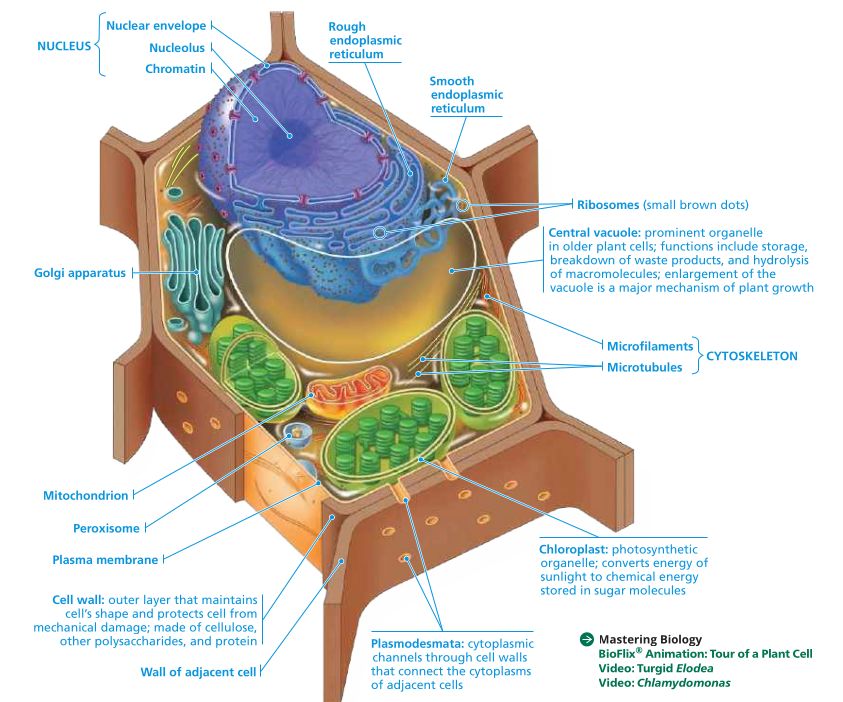 NUCLEUS
Nuclear envelope
Nucleolus
Chromatin
Rough
endoplasmic
reticulum
Smooth
endoplasmic
reticulum
Ribosomes (small brown dots)
Central vacuole: prominent organelle
in older plant cells; functions include storage,
breakdown of waste products, and hydrolysis
of macromolecules; enlargement of the
vacuole is a major mechanism of plant growth
Golgi apparatus
Microfilaments
Microtubules
CYTOSKELETON
Mitochondrion
Peroxisome
Plasma membrane
Cell wall: outer layer that maintains
cell's shape and protects cell from
mechanical damage; made of cellulose,
other polysaccharides, and protein
Wall of adjacent cell
Chloroplast: photosynthetic
organelle; converts energy of
sunlight to chemical energy
stored in sugar molecules
Plasmodesmata: cytoplasmic
channels through cell walls
that connect the cytoplasms
of adjacent cells
Mastering Biology
BioFlix® Animation: Tour of a Plant Cell
Video: Turgid Elodea
Video: Chlamydomonas